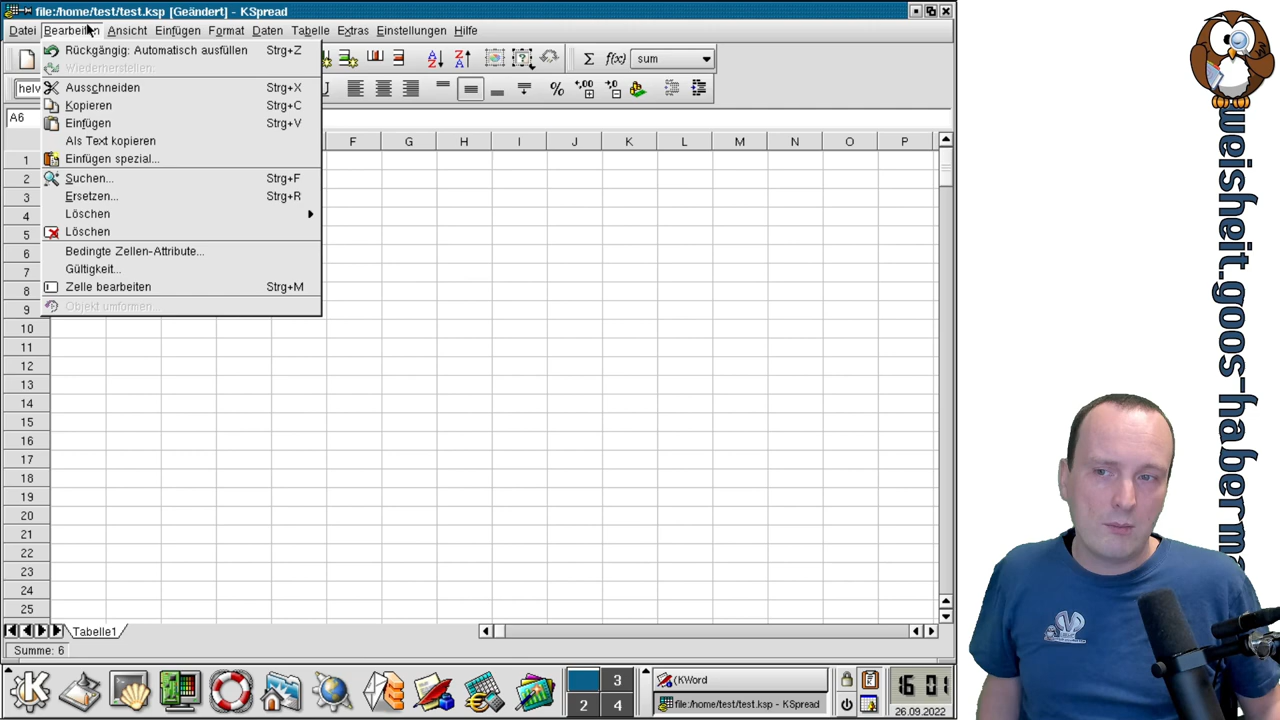 file:/home/test/test.ksp [Geändert] - KSpread
Datei Bearbeiten Ansicht Einfügen Format Daten Tabelle Extras Einstellungen Hilfe
Rückgängig: Automatisch ausfüllen Strg+Z
Wiederherstellen:
Ausschneiden Strg+X
Kopieren Strg+C
Einfügen Strg+V
Als Text kopieren
Einfügen spezial...
Suchen... Strg+F
Ersetzen... Strg+R
Löschen
Löschen
Bedingte Zellen-Attribute...
Gültigkeit...
Zelle bearbeiten Strg+M
Objekt umformen...
sum
helv
A6
F G H I J K L M N O P
1
2
3
4
5
6
7
8
9
10
11
12
13
14
15
16
17
18
19
20
21
22
23
24
25
Tabelle1
Summe: 6
3
2 4
(KWord
file:/home/test/test.ksp - KSpread
16 01
26.09.2022